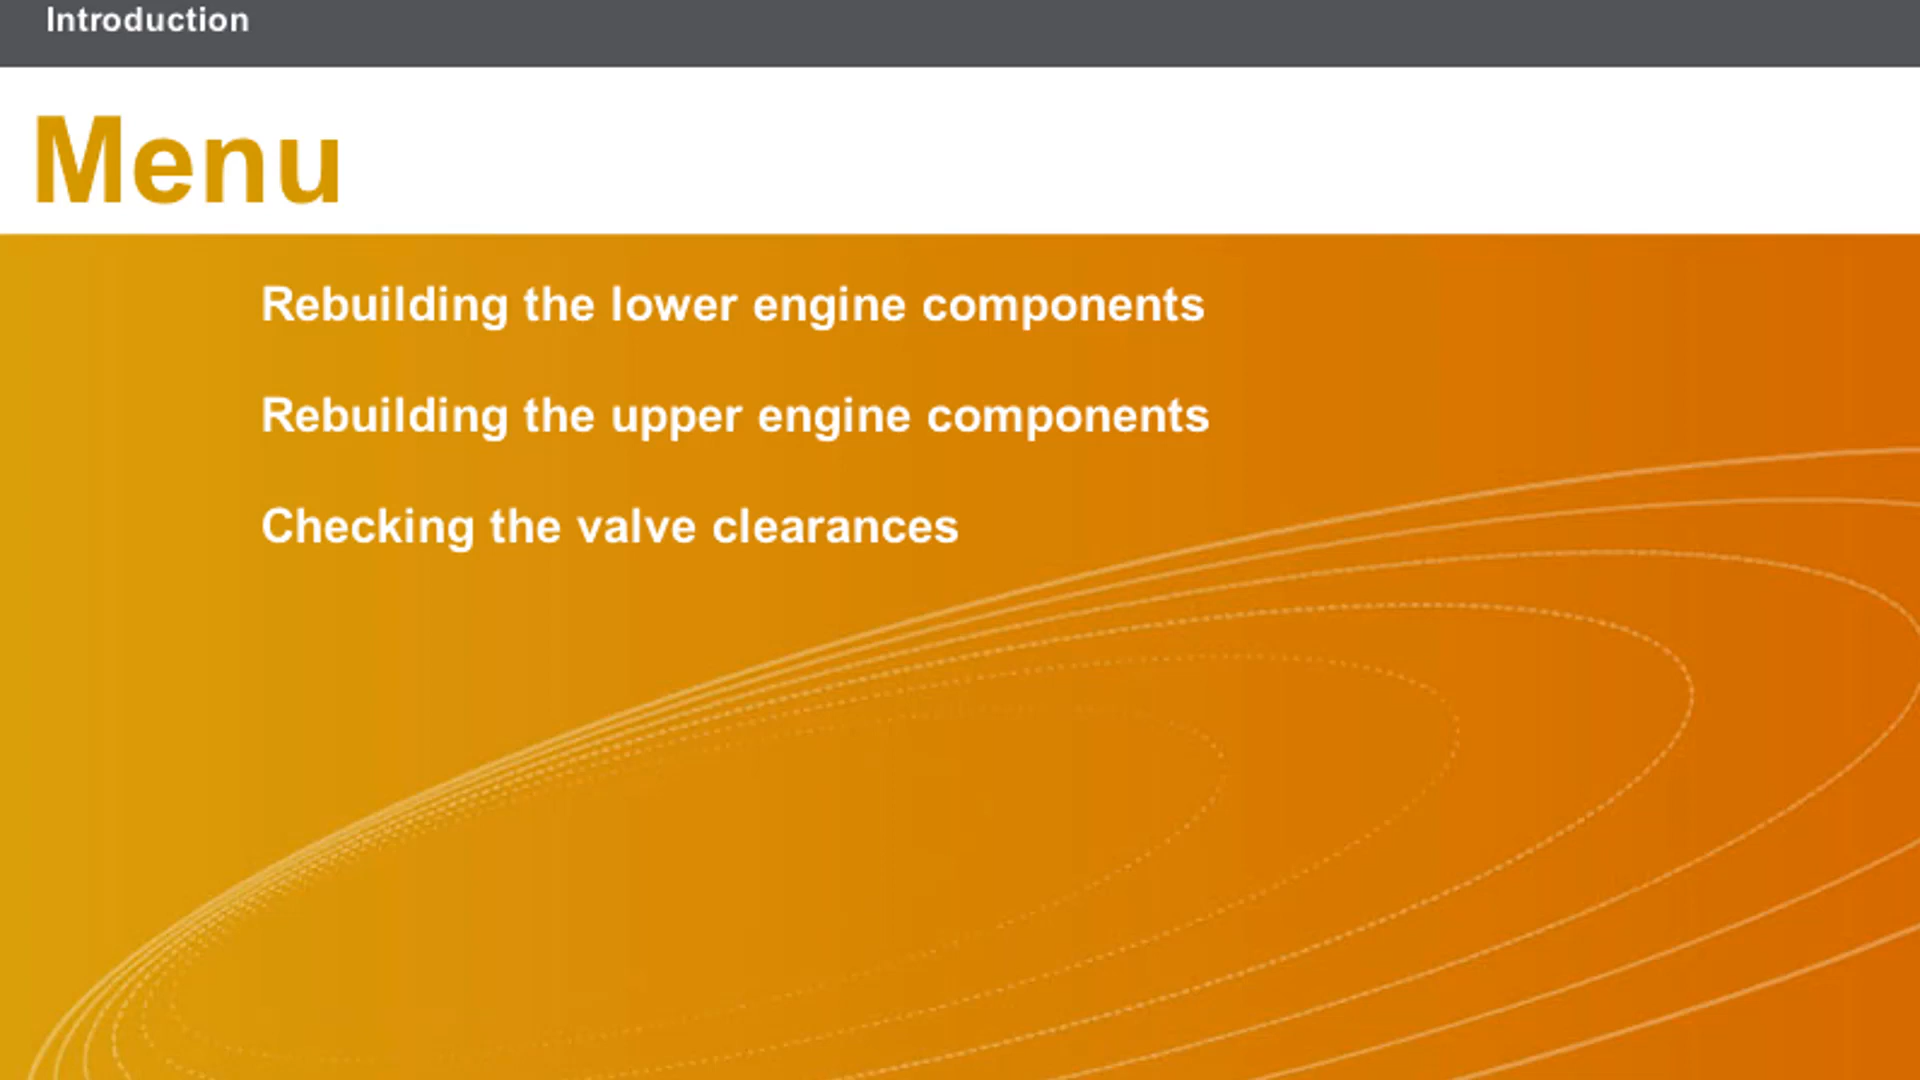 Introduction
Menu
Rebuilding the lower engine components
Rebuilding the upper engine components
Checking the valve clearances